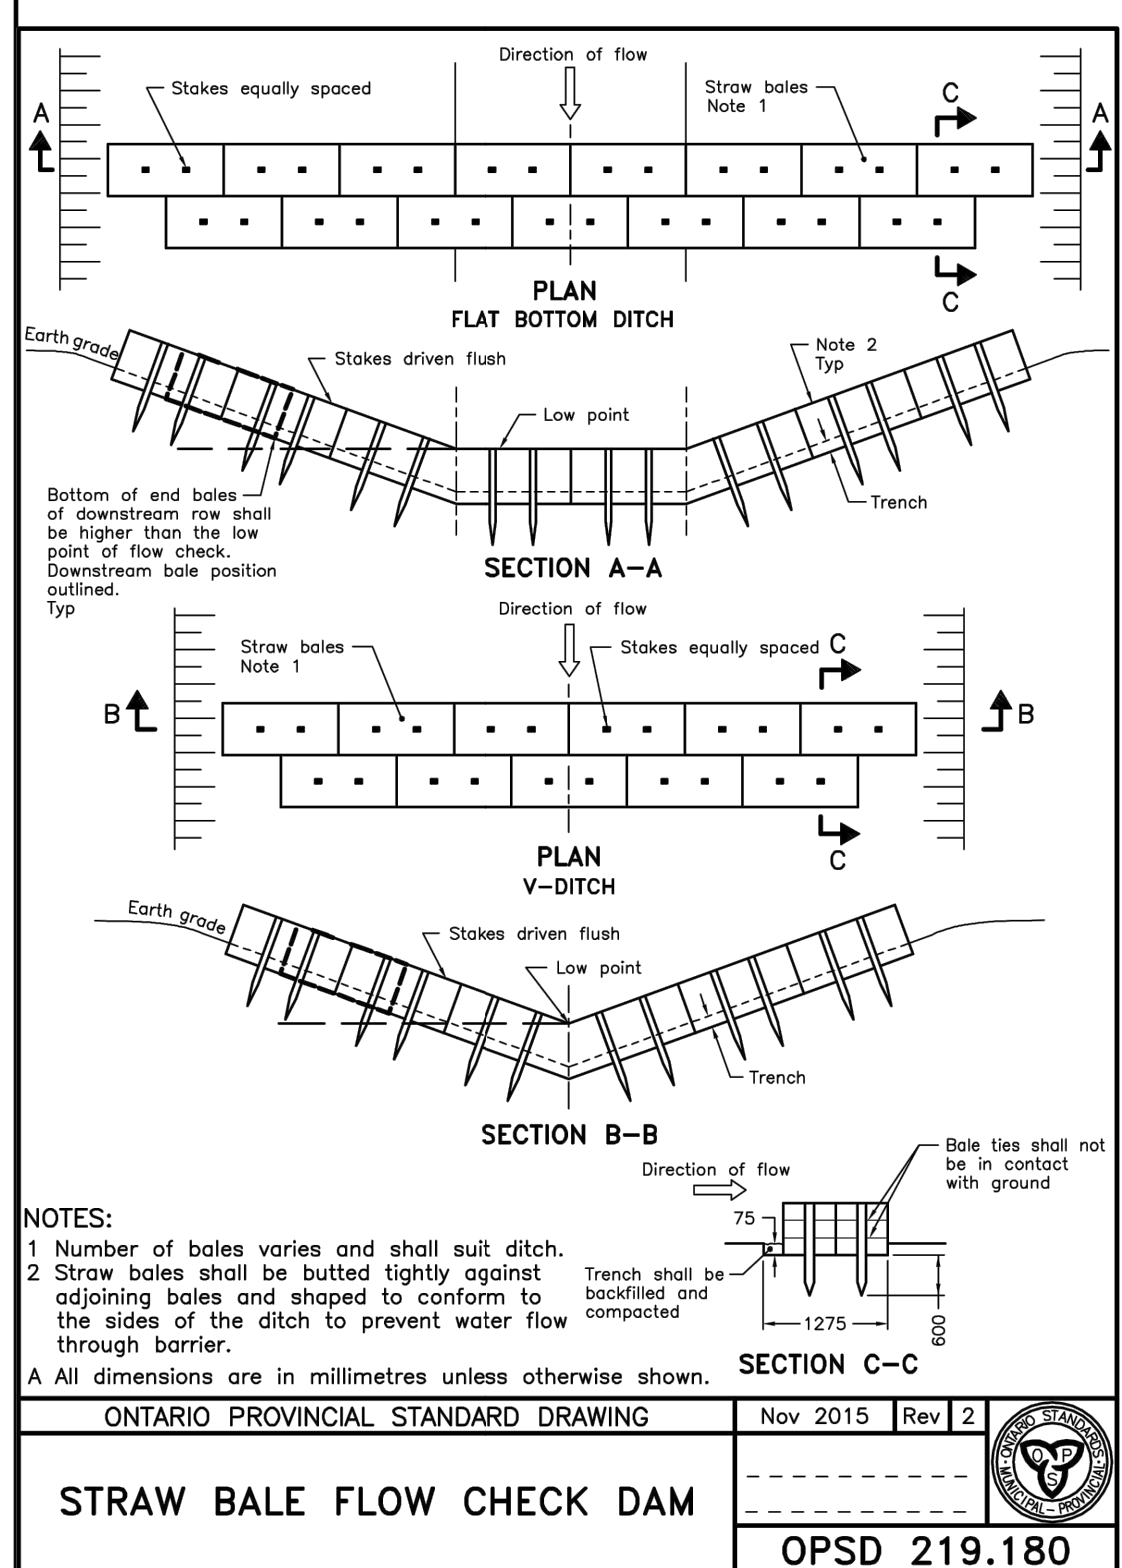 Direction of flow
Stakes equally spaced
Straw bales
Note 1
C
A
A
C
PLAN
FLAT BOTTOM DITCH
Earth grade
Stakes driven flush
Note 2
Typ
Low point
Trench
Bottom of end bales
of downstream row shall
be higher than the low
point of flow check.
Downstream bale position
outlined.
Typ
SECTION A-A
Direction of flow
Straw bales
Note 1
Stakes equally spaced
C
B
B
C
PLAN
V-DITCH
Earth grade
Stakes driven flush
Low point
Trench
SECTION B-B
Bale ties shall not
be in contact
with ground
Direction of flow
75
Trench shall be
backfilled and
compacted
1275
600
SECTION C-C
NOTES:
1 Number of bales varies and shall suit ditch.
2 Straw bales shall be butted tightly against
adjoining bales and shaped to conform to
the sides of the ditch to prevent water flow
through barrier.
A All dimensions are in millimetres unless otherwise shown.
ONTARIO PROVINCIAL STANDARD DRAWING
Nov 2015
Rev
2
STRAW BALE FLOW CHECK DAM
ONTARIO STANDARDS
MUNICIPAL-PROVINCIAL
O P
S
OPSD 219.180